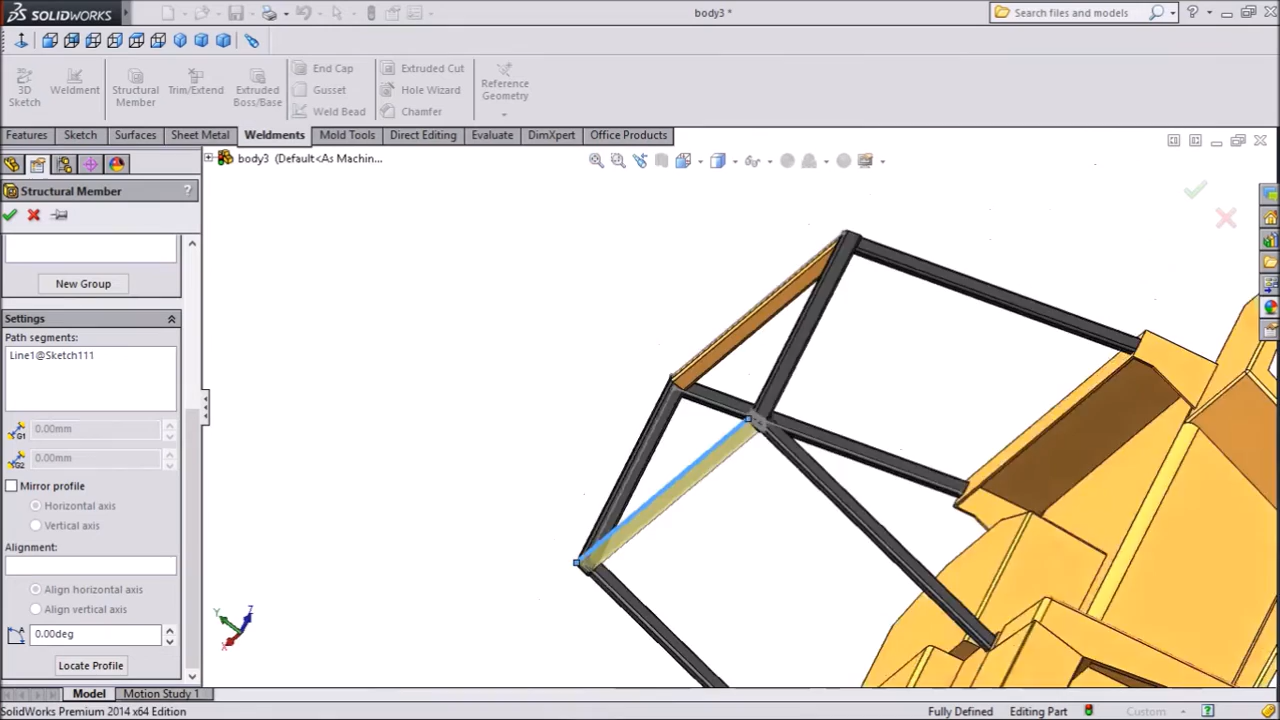 SOLIDWORKS
body3 *
Search files and models
3D Sketch
Weldment
Structural Member
Trim/Extend
Extruded Boss/Base
End Cap
Gusset
Weld Bead
Extruded Cut
Hole Wizard
Chamfer
Reference Geometry
Features
Sketch
Surfaces
Sheet Metal
Weldments
Mold Tools
Direct Editing
Evaluate
DimXpert
Office Products
body3 (Default<As Machin...
Structural Member
?
New Group
Settings
Path segments:
Line1@Sketch111
G1
0.00mm
G2
0.00mm
Mirror profile
Horizontal axis
Vertical axis
Alignment:
Align horizontal axis
Align vertical axis
0.00deg
Locate Profile
Y
Z
X
Model
Motion Study 1
SolidWorks Premium 2014 x64 Edition
Fully Defined
Editing Part
Custom